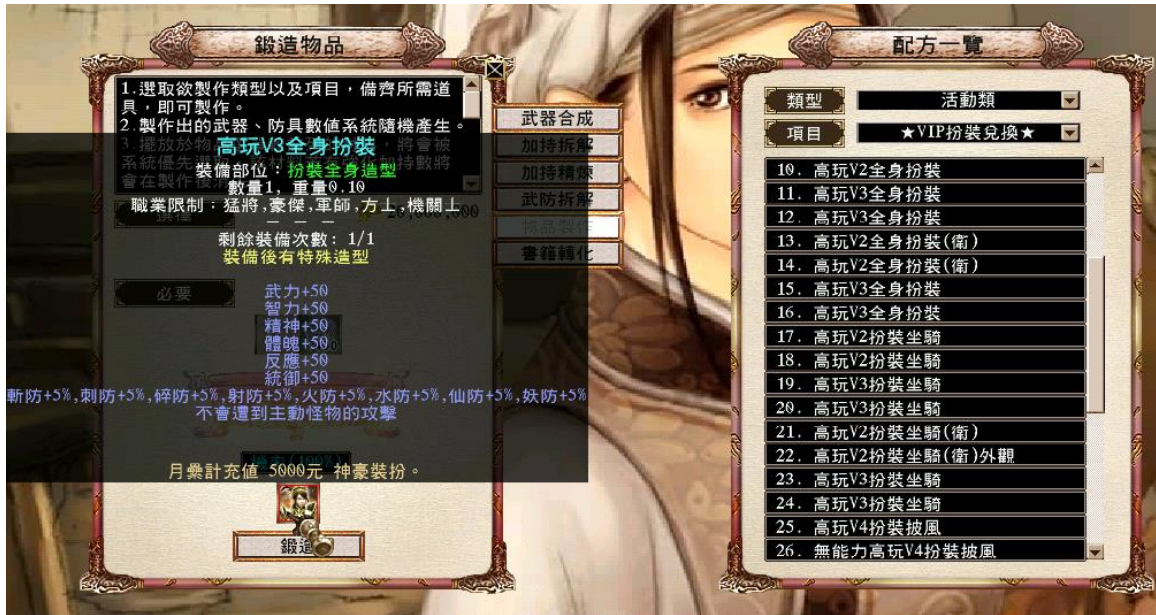 鍛造物品
1.選取欲製作類型以及項目，備齊所需道
具，即可製作。
2.製作出的武器、防具數值系統隨機產生。
高玩V3全身扮裝
裝備部位：扮裝全身造型
數量1, 重量0.10
職業限制：猛將,豪傑,軍師,方士,機關士
— — —
剩餘裝備次數: 1/1
裝備後有特殊造型
必要
武力+50
智力+50
精神+50
體魄+50
反應+50
統御+50
斬防+5%,刺防+5%,碎防+5%,射防+5%,火防+5%,水防+5%,仙防+5%,妖防+5%
不會遭到主動怪物的攻擊
機率(100%)
月彙計充值 5000元 神豪裝扮。
鍛造
武器合成
加持拆解
加持精煉
武防拆解
物品製作
書籍轉化
配方一覽
類型
活動類
項目
★VIP扮裝兌換★
10. 高玩V2全身扮裝
11. 高玩V3全身扮裝
12. 高玩V3全身扮裝
13. 高玩V2全身扮裝(衛)
14. 高玩V2全身扮裝(衛)
15. 高玩V3全身扮裝
16. 高玩V3全身扮裝
17. 高玩V2扮裝坐騎
18. 高玩V2扮裝坐騎
19. 高玩V3扮裝坐騎
20. 高玩V3扮裝坐騎
21. 高玩V2扮裝坐騎(衛)
22. 高玩V2扮裝坐騎(衛)外觀
23. 高玩V3扮裝坐騎
24. 高玩V3扮裝坐騎
25. 高玩V4扮裝披風
26. 無能力高玩V4扮裝披風